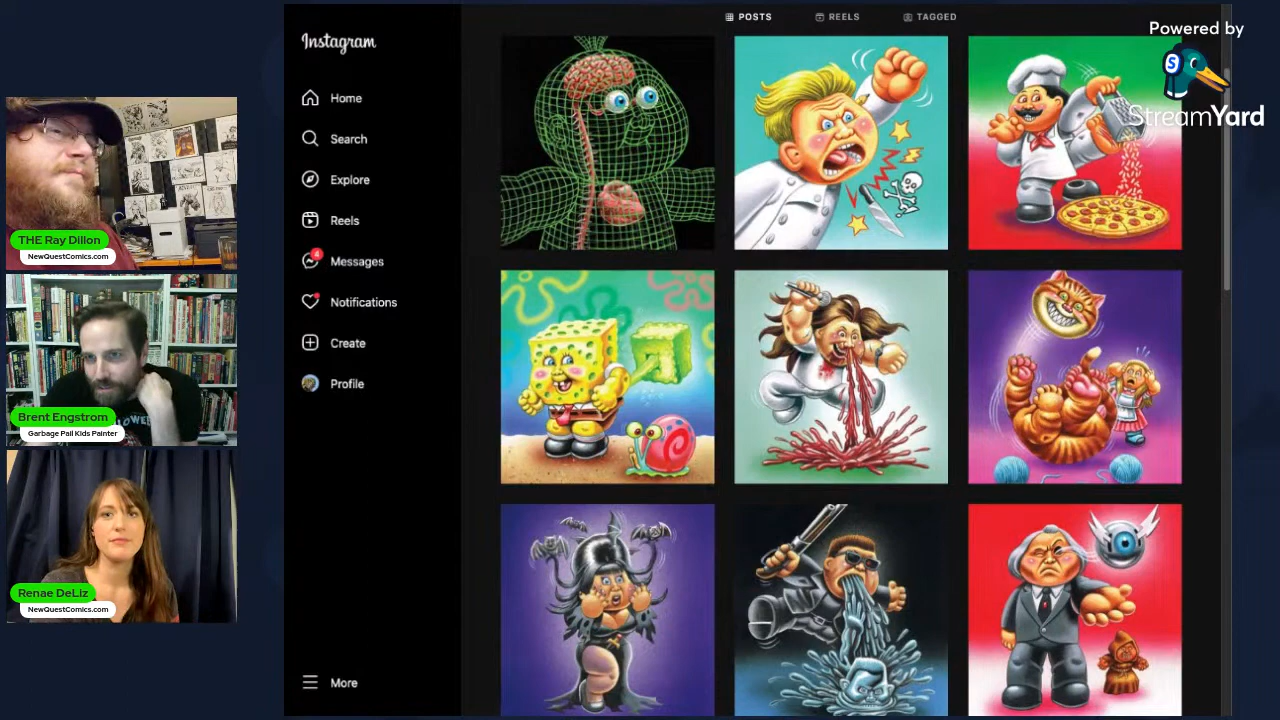 POSTS
REELS
TAGGED
Powered by
StreamYard
Instagram
Home
Search
Explore
Reels
4
Messages
Notifications
Create
Profile
More
THE Ray Dillon
NewQuestComics.com
Brent Engstrom
Garbage Pail Kids Painter
Renae DeLiz
NewQuestComics.com